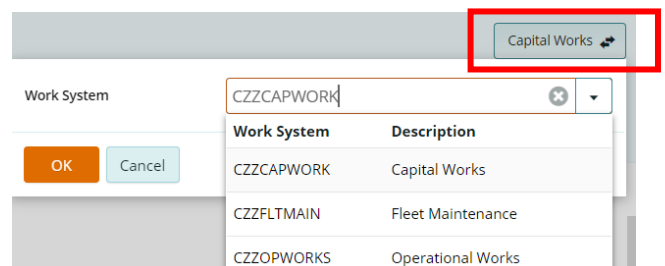 Capital Works
Work System CZZCAPWORK
Work System Description
OK Cancel CZZCAPWORK Capital Works
CZZFLTMAIN Fleet Maintenance
CZZOPWORKS Operational Works